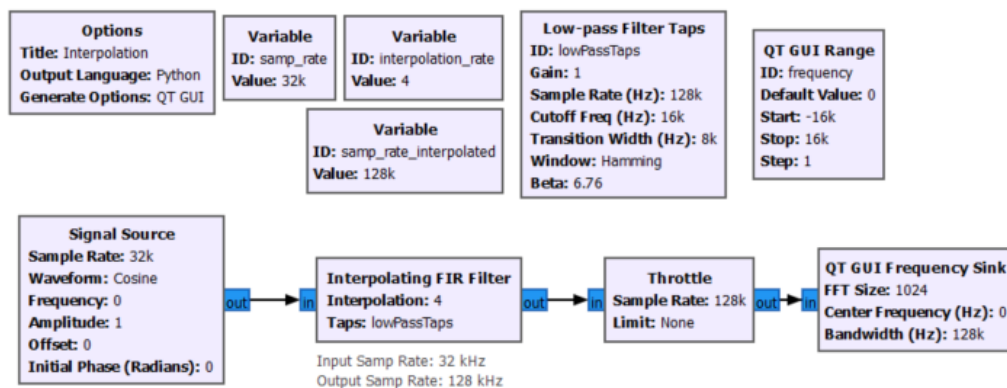 Options
Title: Interpolation
Output Language: Python
Generate Options: QT GUI
Variable
ID: samp_rate
Value: 32k
Variable
ID: interpolation_rate
Value: 4
Variable
ID: samp_rate_interpolated
Value: 128k
Low-pass Filter Taps
ID: lowPassTaps
Gain: 1
Sample Rate (Hz): 128k
Cutoff Freq (Hz): 16k
Transition Width (Hz): 8k
Window: Hamming
Beta: 6.76
QT GUI Range
ID: frequency
Default Value: 0
Start: -16k
Stop: 16k
Step: 1
Signal Source
Sample Rate: 32k
Waveform: Cosine
Frequency: 0
Amplitude: 1
Offset: 0
Initial Phase (Radians): 0
out
in
Interpolating FIR Filter
Interpolation: 4
Taps: lowPassTaps
out
Input Samp Rate: 32 kHz
Output Samp Rate: 128 kHz
in
Throttle
Sample Rate: 128k
Limit: None
out
in
QT GUI Frequency Sink
FFT Size: 1024
Center Frequency (Hz): 0
Bandwidth (Hz): 128k